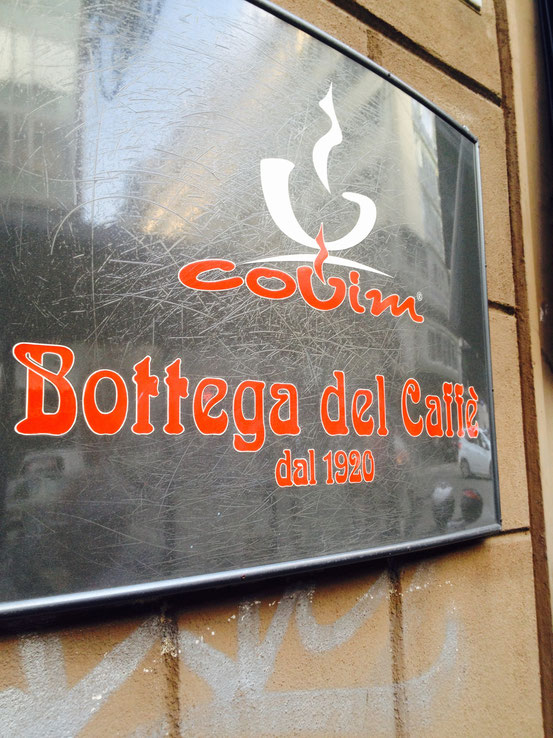 covim®
Bottega del Caffè
dal 1920